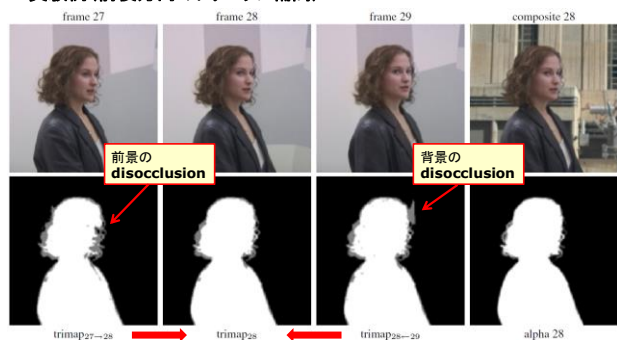 frame 27
frame 28
frame 29
composite 28
前景の
disocclusion
背景の
disocclusion
trimap27→28
trimap28
trimap28←29
alpha 28